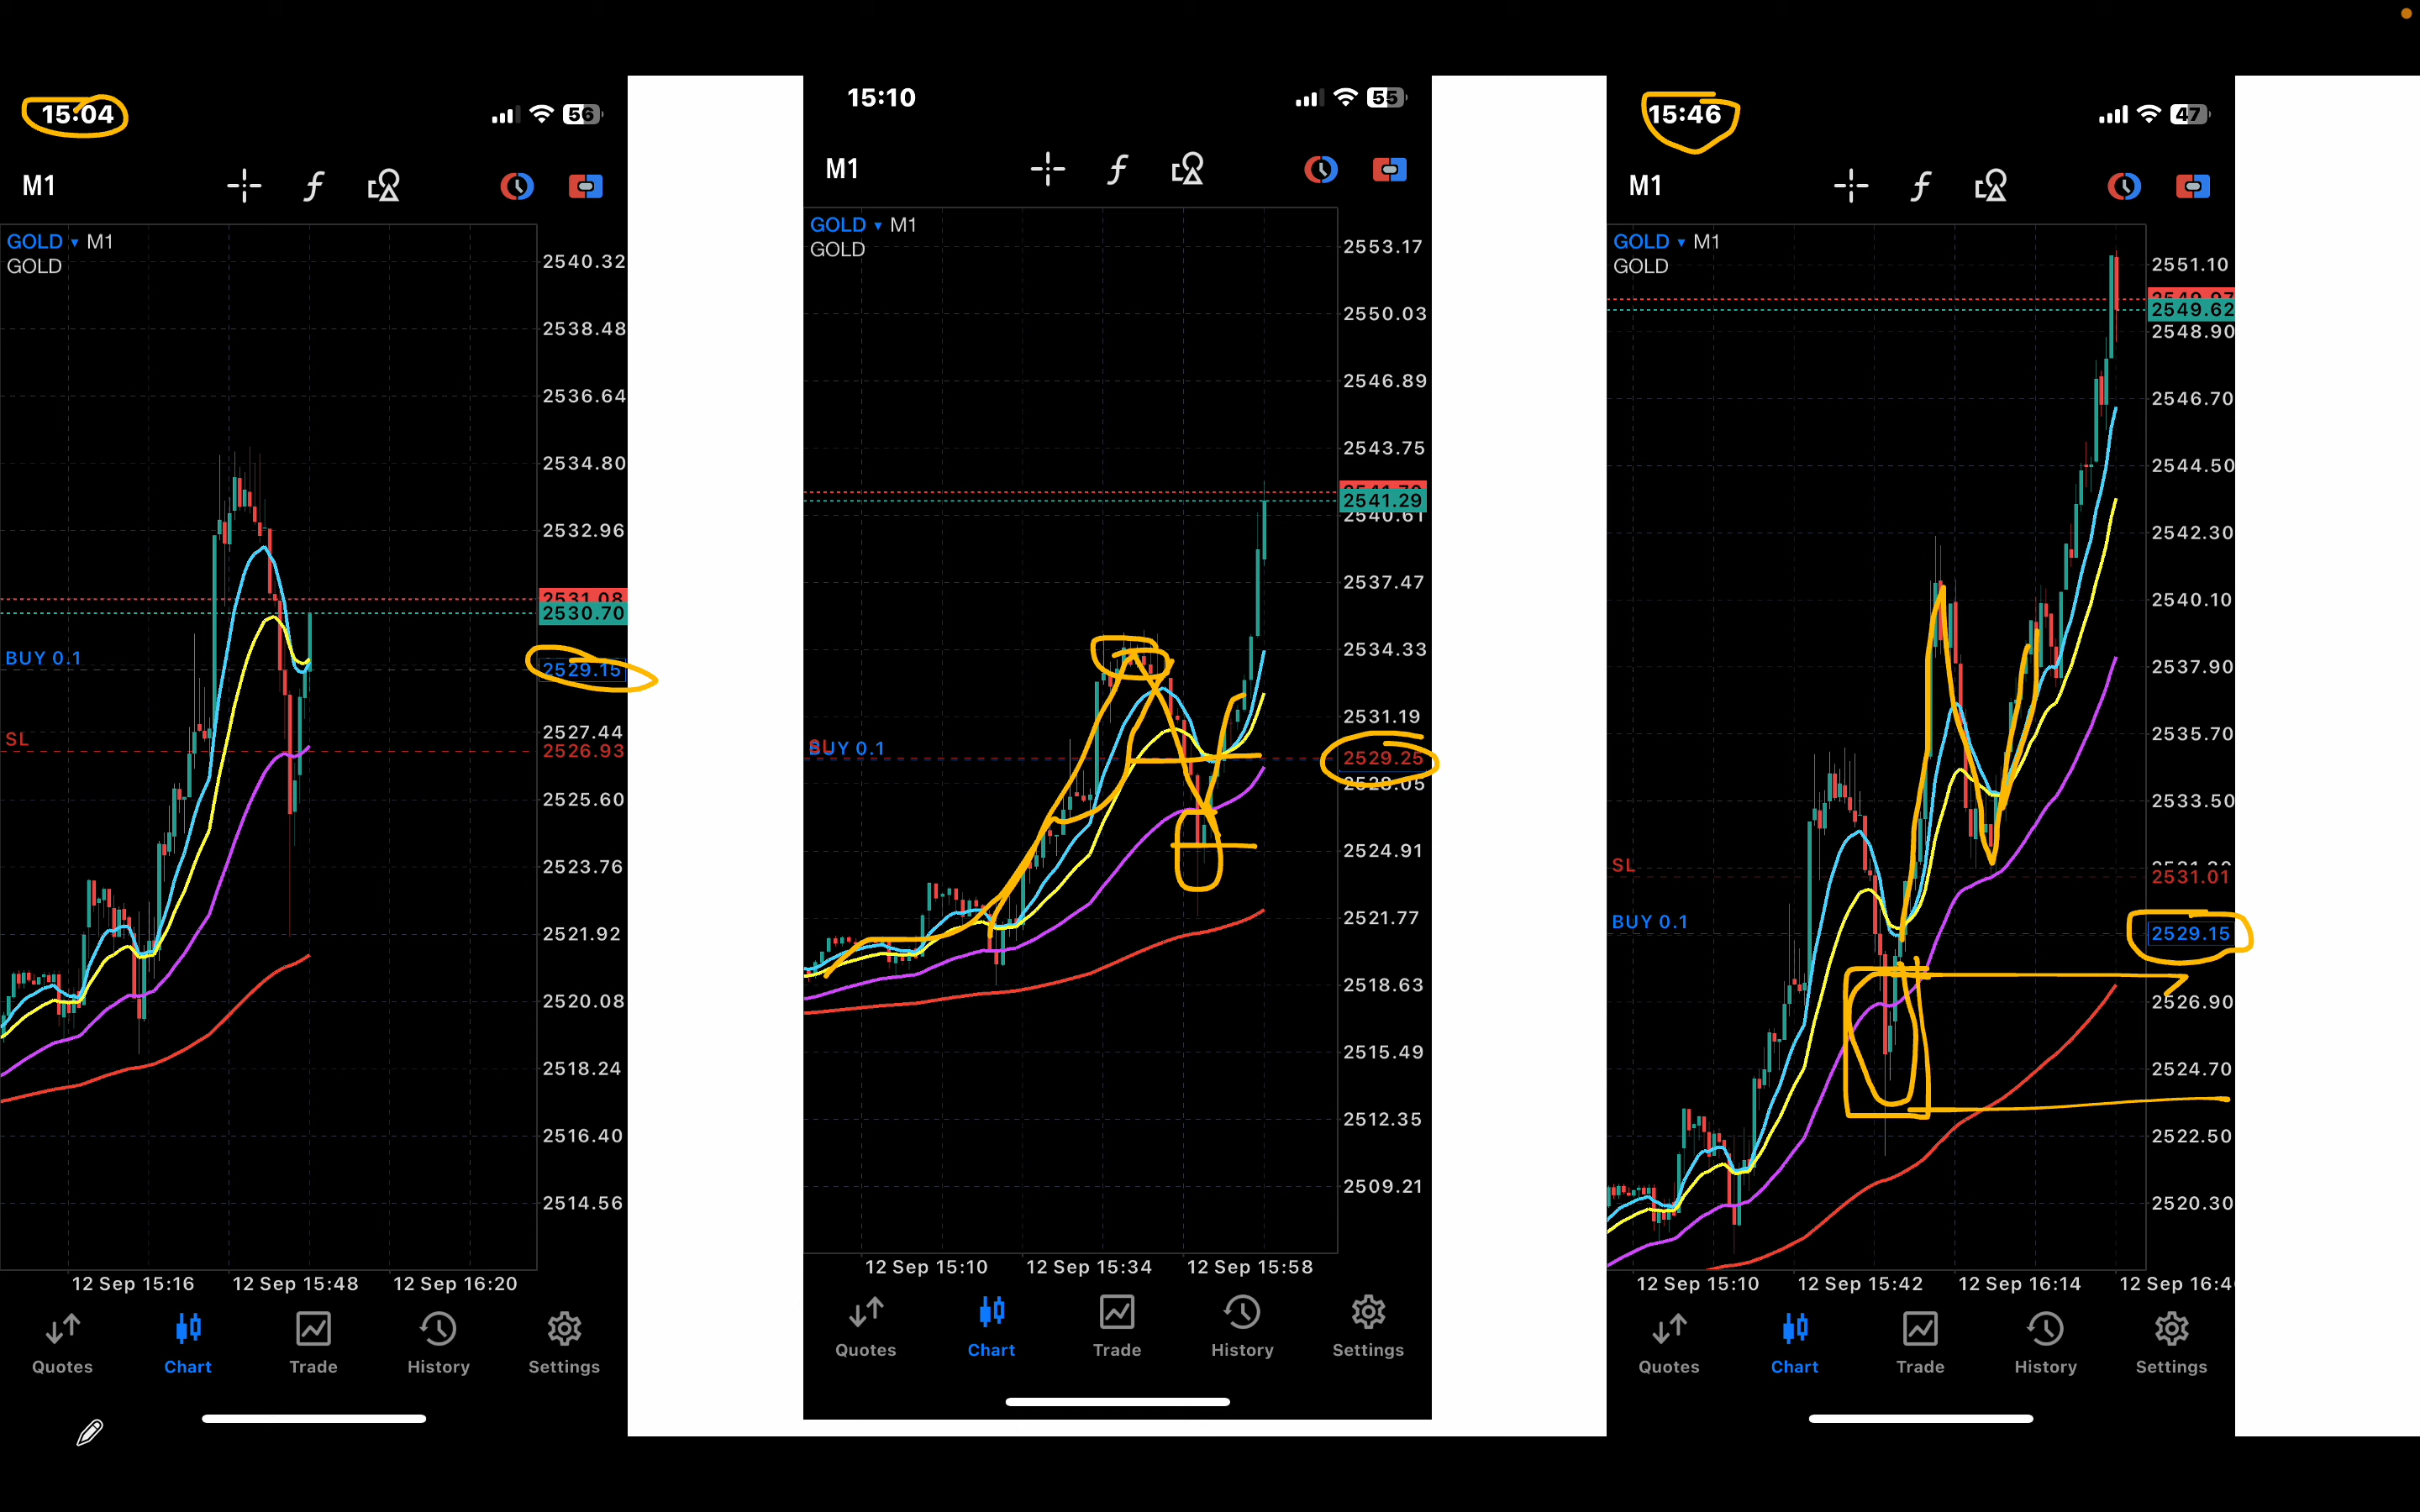 15:04
56
M1
GOLD M1
GOLD
2540.32
2538.48
2536.64
2534.80
2532.96
2531.08
2530.70
BUY 0.1
2529.15
SL
2527.44
2526.93
2525.60
2523.76
2521.92
2520.08
2518.24
2516.40
2514.56
12 Sep 15:16
12 Sep 15:48
12 Sep 16:20
Quotes
Chart
Trade
History
Settings
15:10
55
M1
GOLD M1
GOLD
2553.17
2550.03
2546.89
2543.75
2541.29
2540.61
2537.47
2534.33
2531.19
BUY 0.1
2529.25
2528.05
2524.91
2521.77
2518.63
2515.49
2512.35
2509.21
12 Sep 15:10
12 Sep 15:34
12 Sep 15:58
Quotes
Chart
Trade
History
Settings
15:46
47
M1
GOLD M1
GOLD
2551.10
2549.62
2548.90
2546.70
2544.50
2542.30
2540.10
2537.90
2535.70
2533.50
SL
2531.01
BUY 0.1
2529.15
2526.90
2524.70
2522.50
2520.30
12 Sep 15:10
12 Sep 15:42
12 Sep 16:14
12 Sep 16:4
Quotes
Chart
Trade
History
Settings